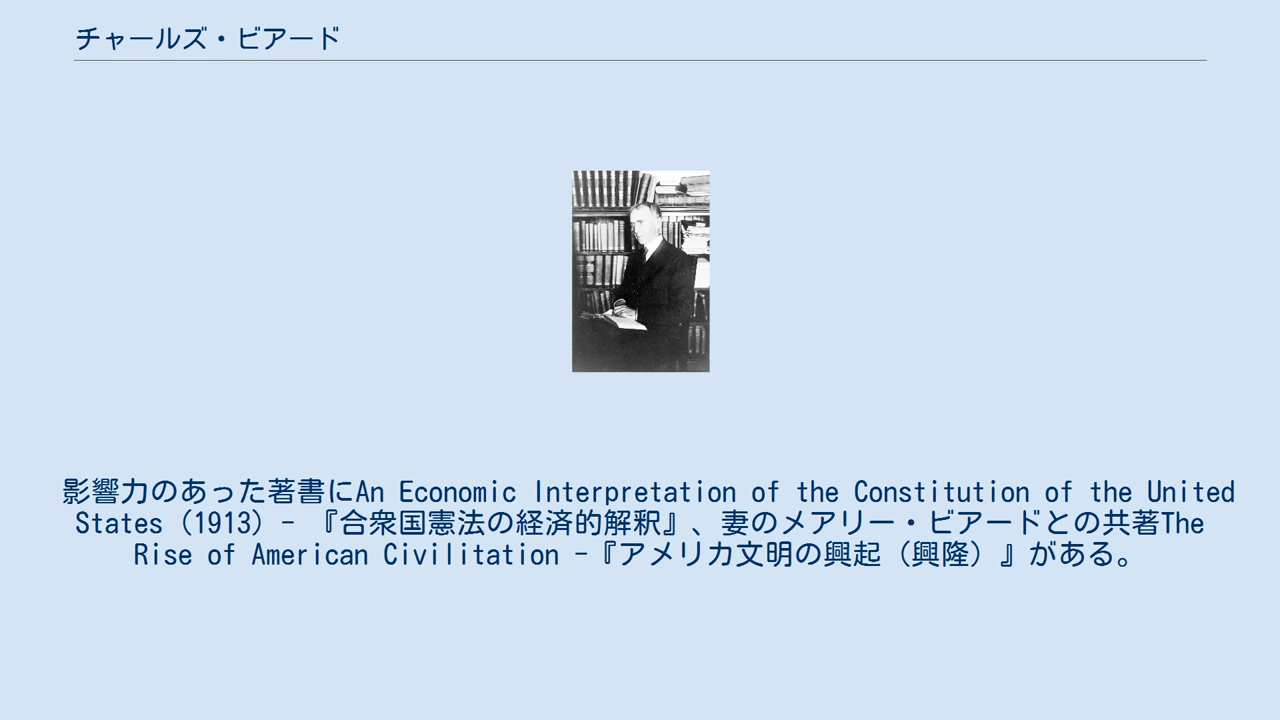 チャールズ・ビアード
影響力のあった著書にAn Economic Interpretation of the Constitution of the United
States（1913）- 『合衆国憲法の経済的解釈』、妻のメアリー・ビアードとの共著The
Rise of American Civilitation -『アメリカ文明の興起（興隆）』がある。